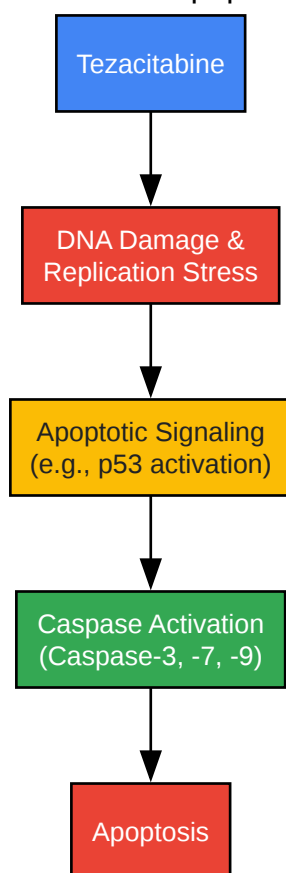 Tezacitabine
DNA Damage &
Replication Stress
Apoptotic Signaling
(e.g., p53 activation)
Caspase Activation
(Caspase-3, -7, -9)
Apoptosis